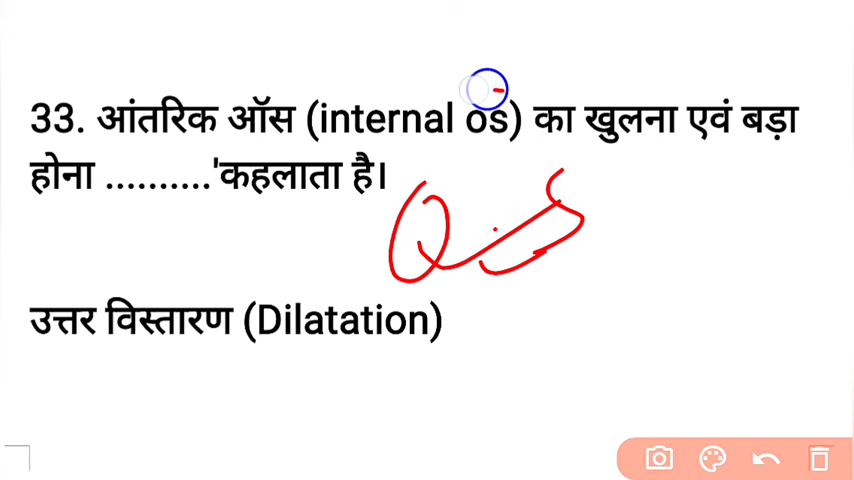 33. आंतरिक ऑस (internal os) का खुलना एवं बड़ा
होना ..........'कहलाता है।
उत्तर विस्तारण (Dilatation)